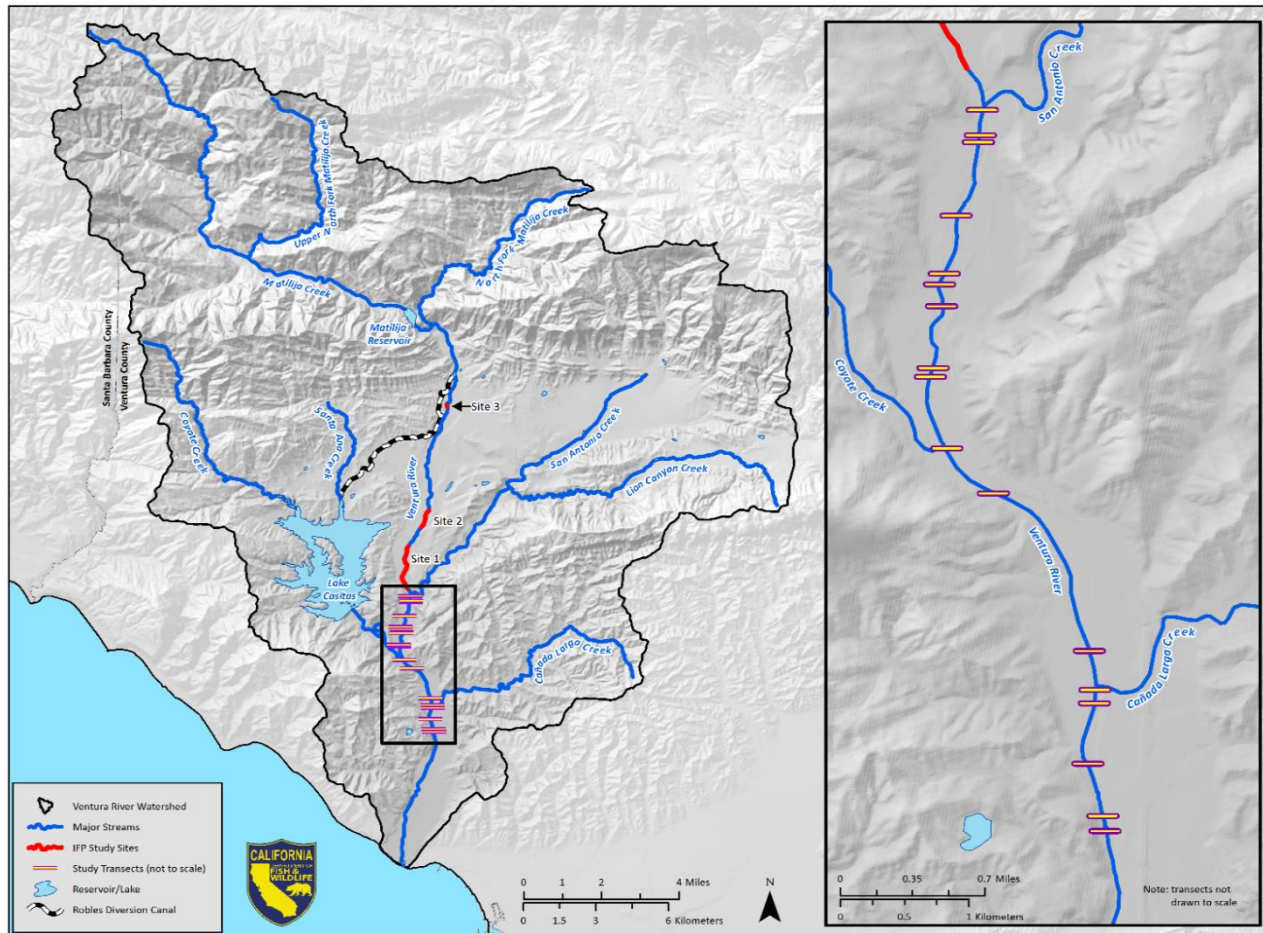 Upper North Fork Matilija Creek
North Fork Matilija Creek
Matilija Creek
Matilija
Reservoir
Santa Barbara County
Ventura County
Coyote Creek
Santa Ana Creek
Site 3
San Antonio Creek
Lion Canyon Creek
Ventura River
Site 2
Site 1
Lake
Casitas
Cañada Larga Creek
Ventura River Watershed
Major Streams
IFP Study Sites
Study Transects (not to scale)
Reservoir/Lake
Robles Diversion Canal
CALIFORNIA
DEPARTMENT OF
FISH &
WILDLIFE
0 1 2 4 Miles
0 1.5 3 6 Kilometers
N
San Antonio Creek
Coyote Creek
Ventura River
Cañada Larga Creek
0 0.35 0.7 Miles
0 0.5 1 Kilometers
Note: transects not
drawn to scale